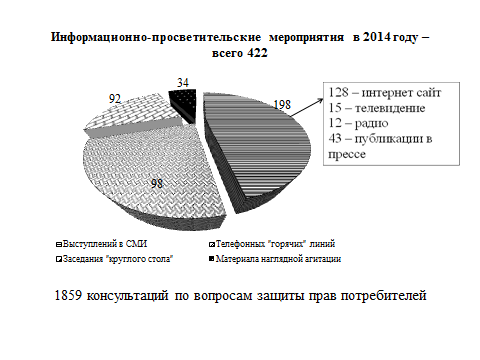 Информационно-просветительские мероприятия в 2014 году –
всего 422
34
92
198
98
128 – интернет сайт
15 – телевидение
12 – радио
43 – публикации в
прессе
Выступлений в СМИ
Телефонных "горячих" линий
Заседания "круглого стола"
Материала наглядной агитации
1859 консультаций по вопросам защиты прав потребителей